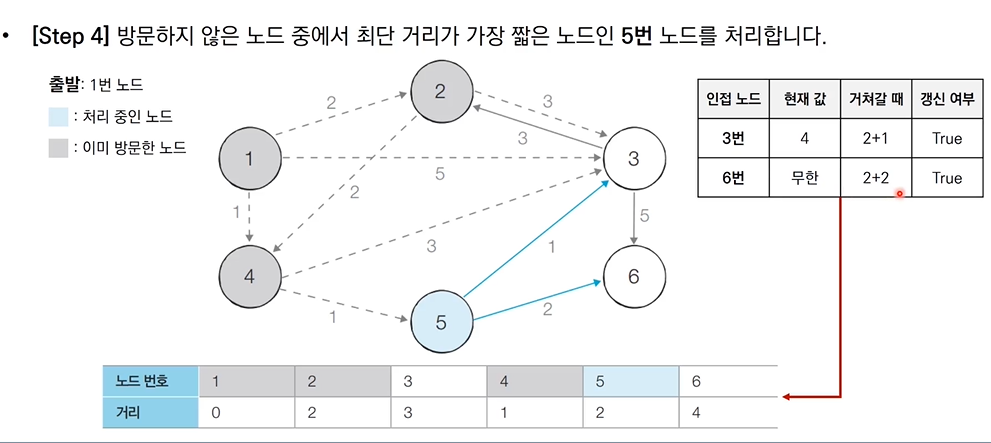 • [Step 4] 방문하지 않은 노드 중에서 최단 거리가 가장 짧은 노드인 5번 노드를 처리합니다.
출발: 1번 노드
: 처리 중인 노드
: 이미 방문한 노드
인접 노드 현재 값 거쳐갈 때 갱신 여부
3번 4 2+1 True
6번 무한 2+2 True
2
2
3
3
1
3
5
1
2
5
4
3
1
6
1
5
2
노드 번호 1 2 3 4 5 6
거리 0 2 3 1 2 4